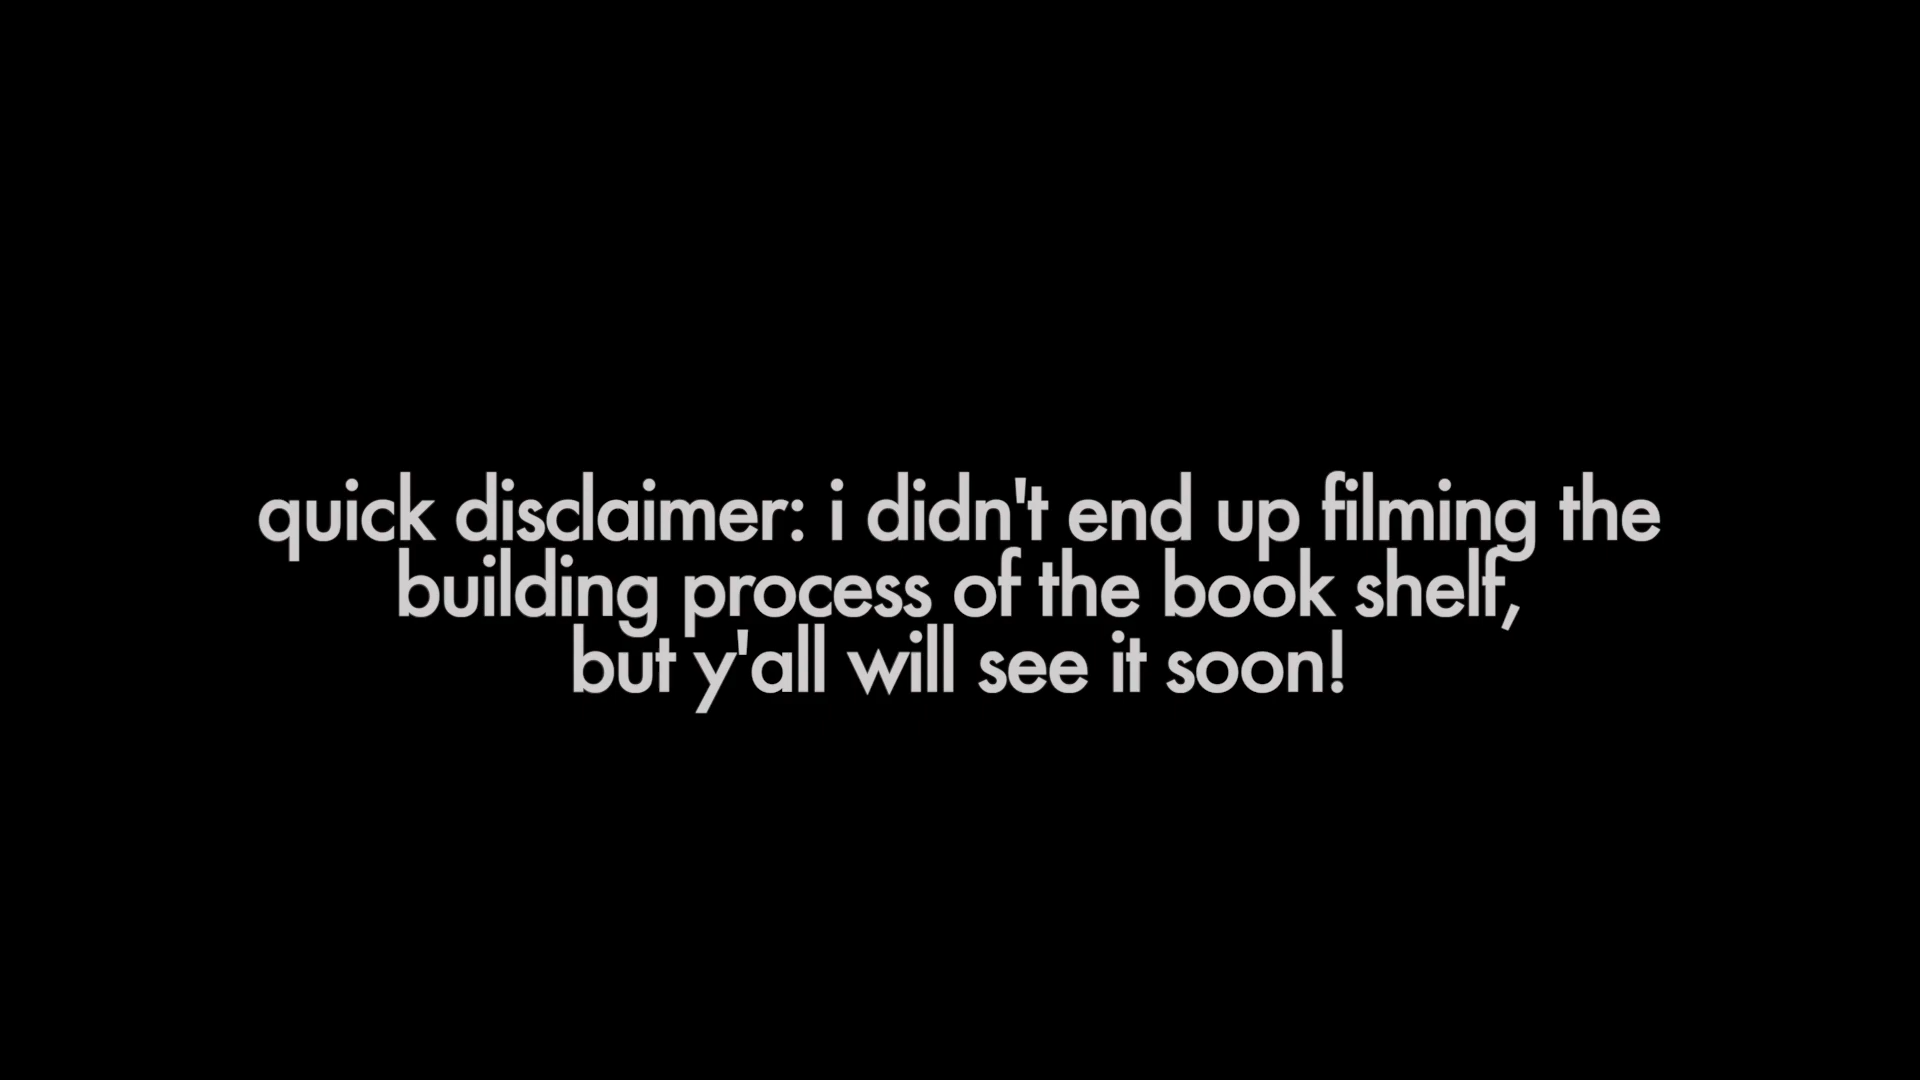 quick disclaimer: i didn't end up filming the
building process of the book shelf,
but y'all will see it soon!